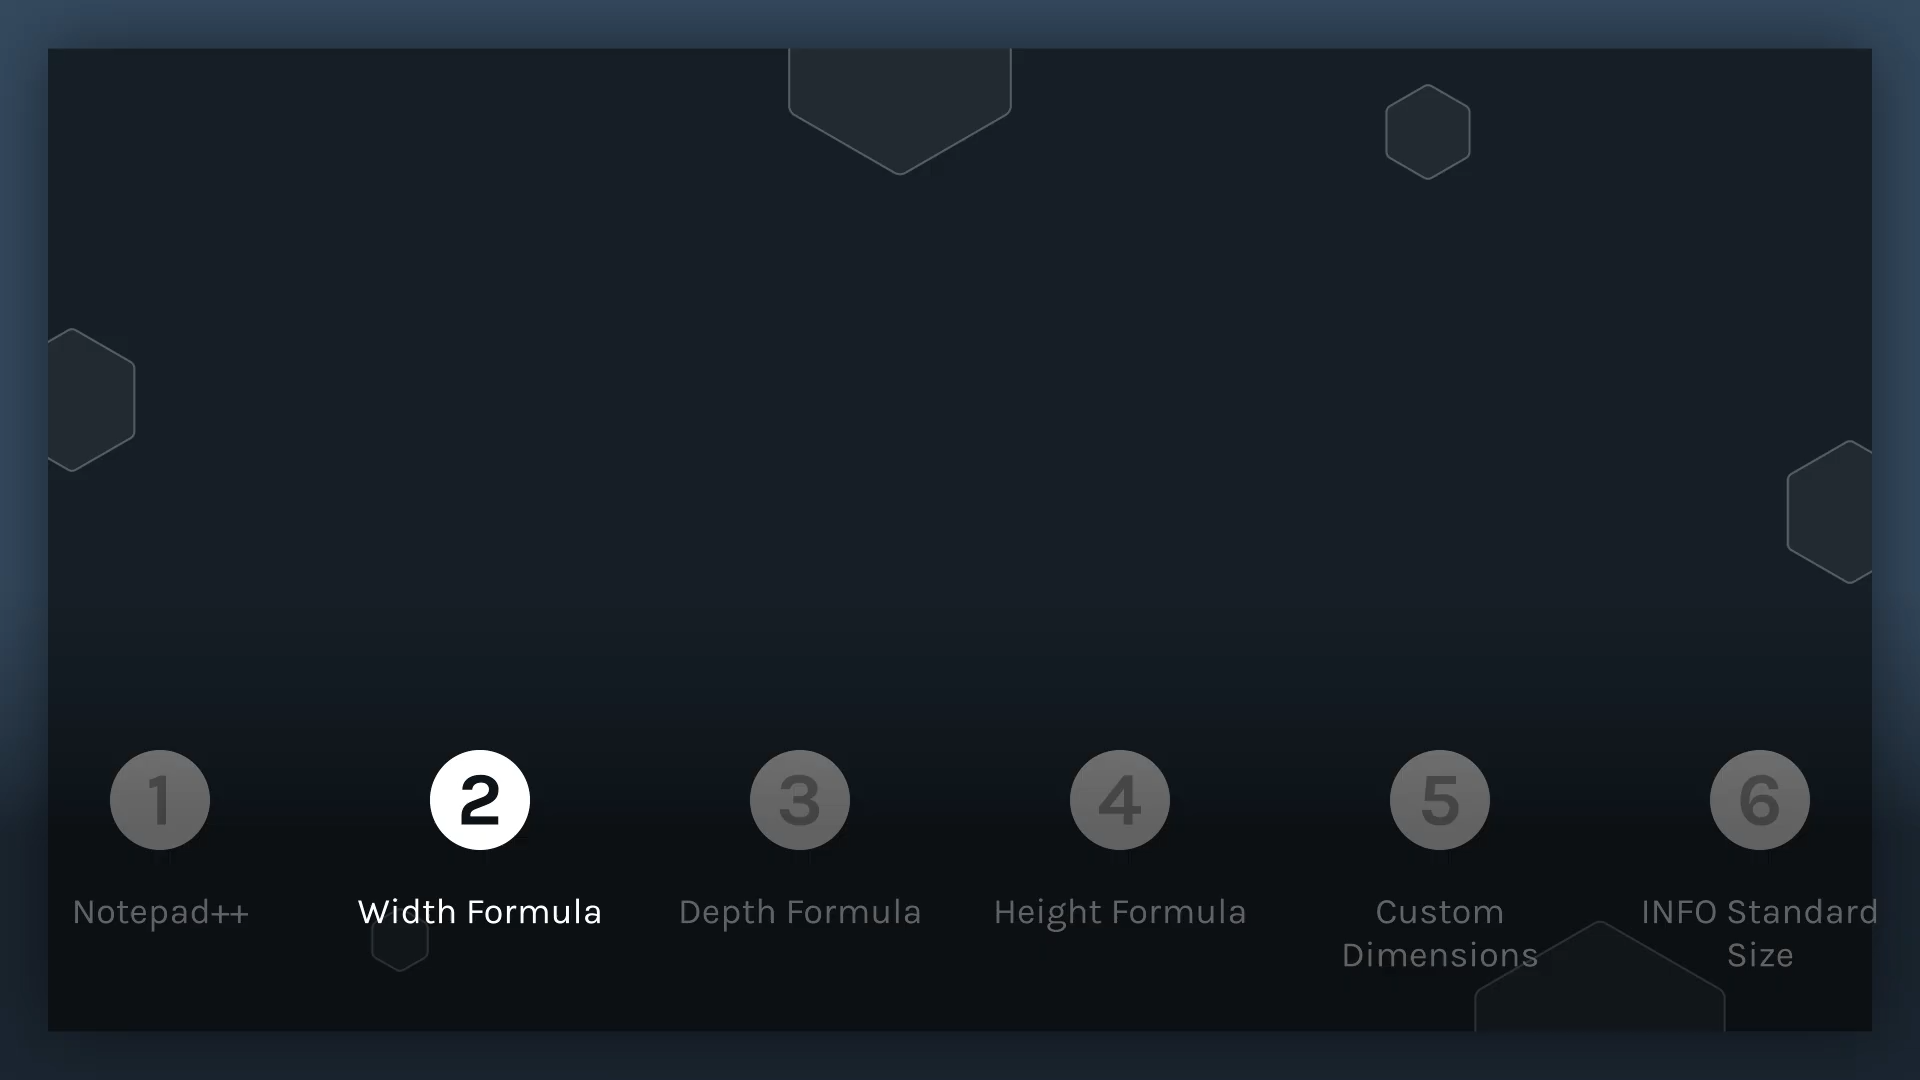 1 2 3 4 5 6
Notepad++ Width Formula Depth Formula Height Formula Custom INFO Standard
Dimensions Size